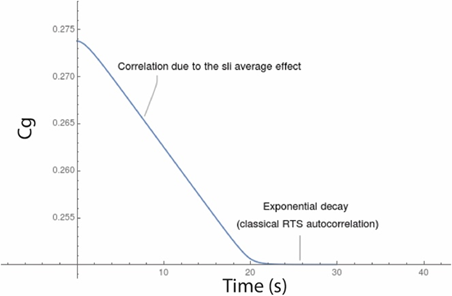 0.275
0.270
Correlation due to the sli average effect
0.265
Cg
0.260
Exponential decay
0.255
(classical RTS autocorrelation)
10
20
30
40
Time (s)